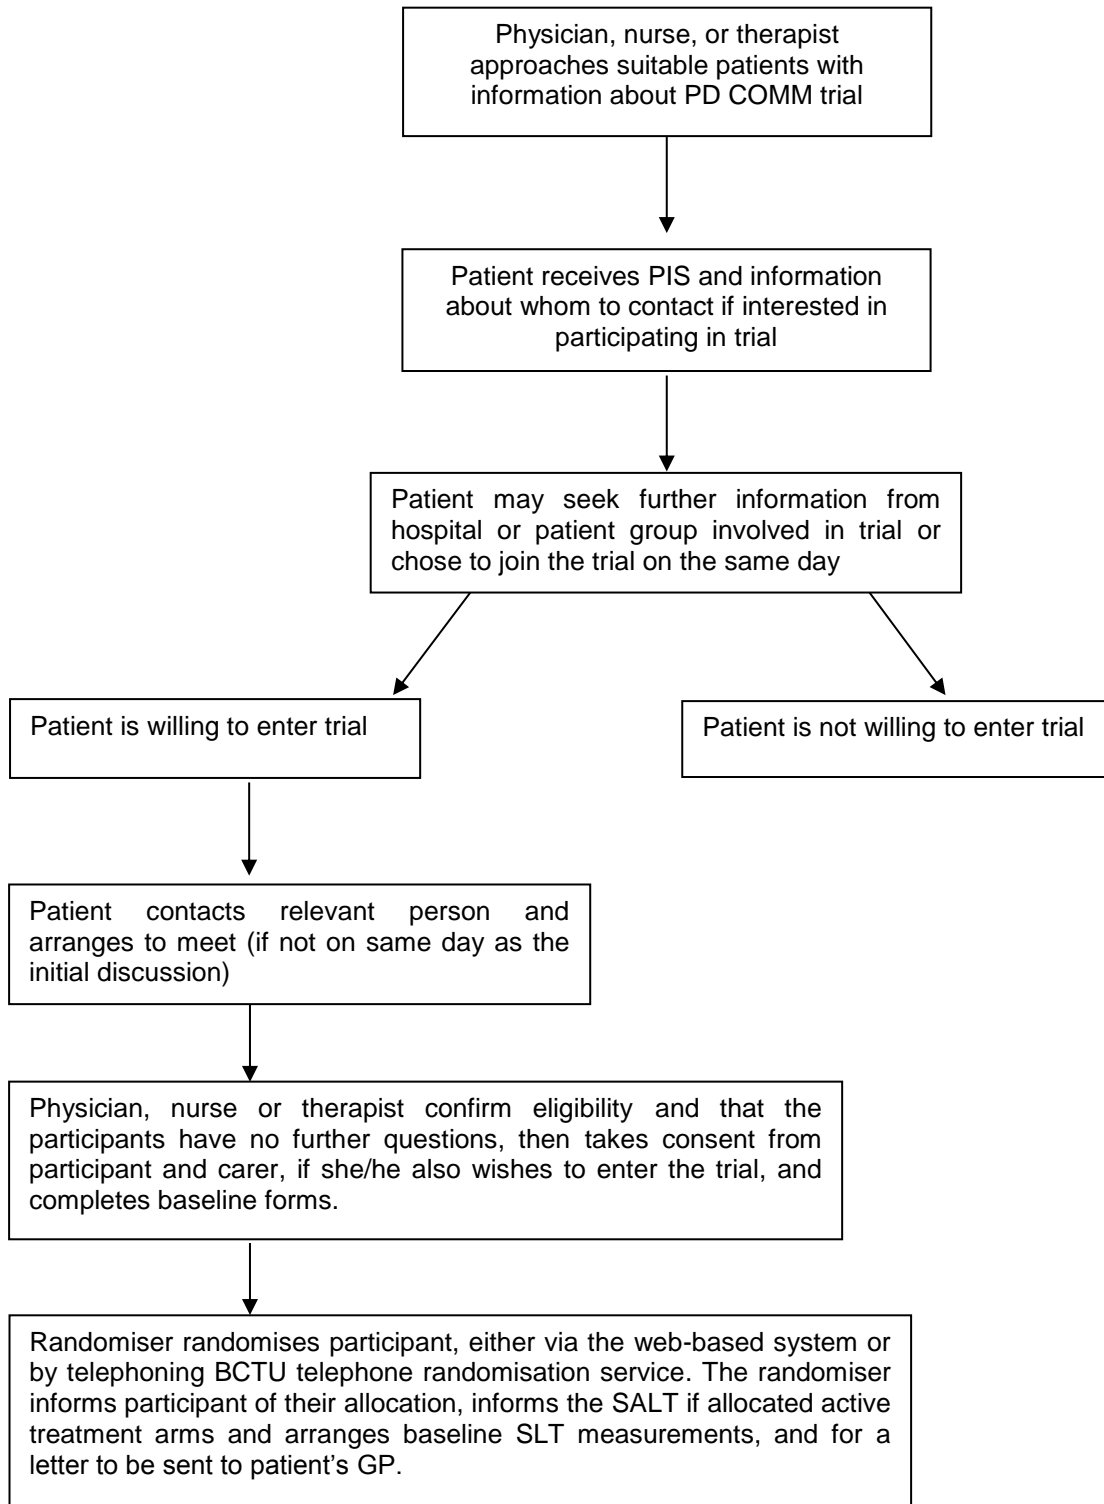 Physician, nurse, or therapist
approaches suitable patients with
information about PD COMM trial
Patient receives PIS and information
about whom to contact if interested in
participating in trial
Patient may seek further information from
hospital or patient group involved in trial or
chose to join the trial on the same day
Patient is willing to enter trial
Patient is not willing to enter trial
Patient contacts relevant person and
arranges to meet (if not on same day as the
initial discussion)
Physician, nurse or therapist confirm eligibility and that the
participants have no further questions, then takes consent from
participant and carer, if she/he also wishes to enter the trial, and
completes baseline forms.
Randomiser randomises participant, either via the web-based system or
by telephoning BCTU telephone randomisation service. The randomiser
informs participant of their allocation, informs the SALT if allocated active
treatment arms and arranges baseline SLT measurements, and for a
letter to be sent to patient's GP.